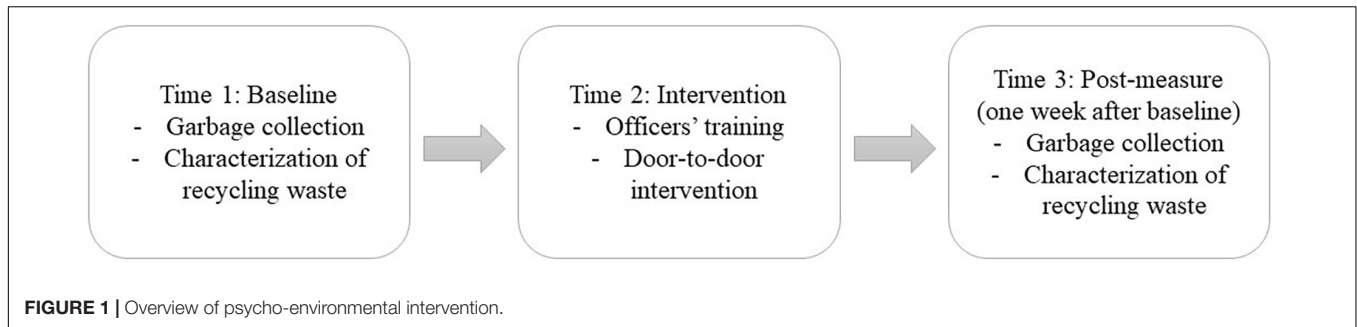 Time 1: Baseline
- Garbage collection
- Characterization of
recycling waste
Time 2: Intervention
- Officers’ training
- Door-to-door
intervention
Time 3: Post-measure
(one week after baseline)
- Garbage collection
- Characterization of
recycling waste
FIGURE 1 | Overview of psycho-environmental intervention.